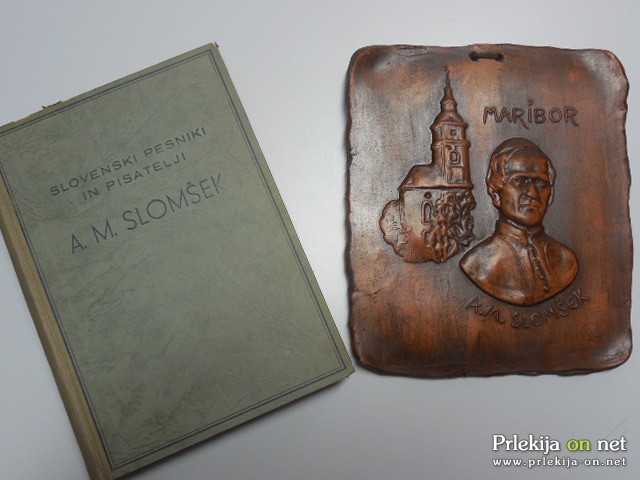 SLOVENSKI PESNIKI
IN PISATELJI
A. M. SLOMŠEK
MARIBOR
A.M. SLOMŠEK
Prlekija on net
www.prlekija-on.net